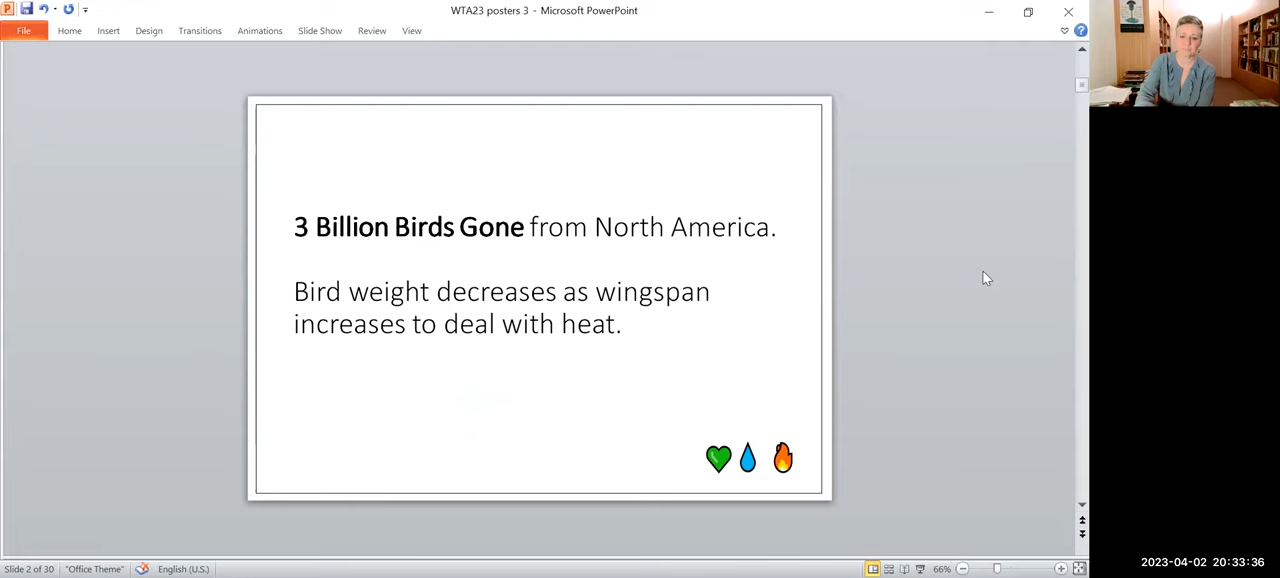 WTA23 posters 3 - Microsoft PowerPoint
File Home Insert Design Transitions Animations Slide Show Review View
3 Billion Birds Gone from North America.
Bird weight decreases as wingspan
increases to deal with heat.
Slide 2 of 30 "Office Theme" English (U.S.) 66%
2023-04-02 20:33:36